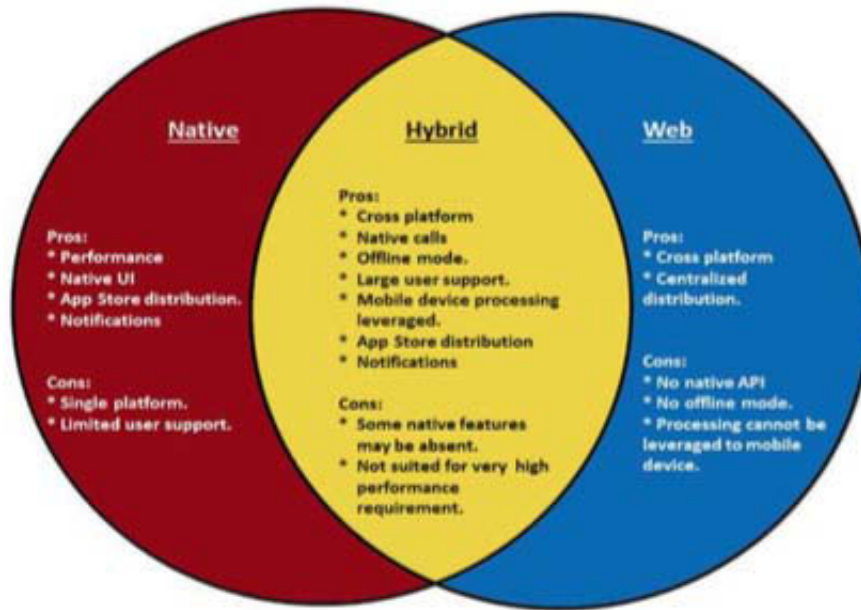 Native
Pros:
* Performance
* Native UI
* App Store distribution.
* Notifications
Cons:
* Single platform.
* Limited user support.
Hybrid
Pros:
* Cross platform
* Native calls
* Offline mode.
* Large user support.
* Mobile device processing
leveraged.
* App Store distribution
* Notifications
Cons:
* Some native features
may be absent.
* Not suited for very high
performance
requirement.
Web
Pros:
* Cross platform
* Centralized
distribution.
Cons:
* No native API
* No offline mode.
* Processing cannot be
leveraged to mobile
device.